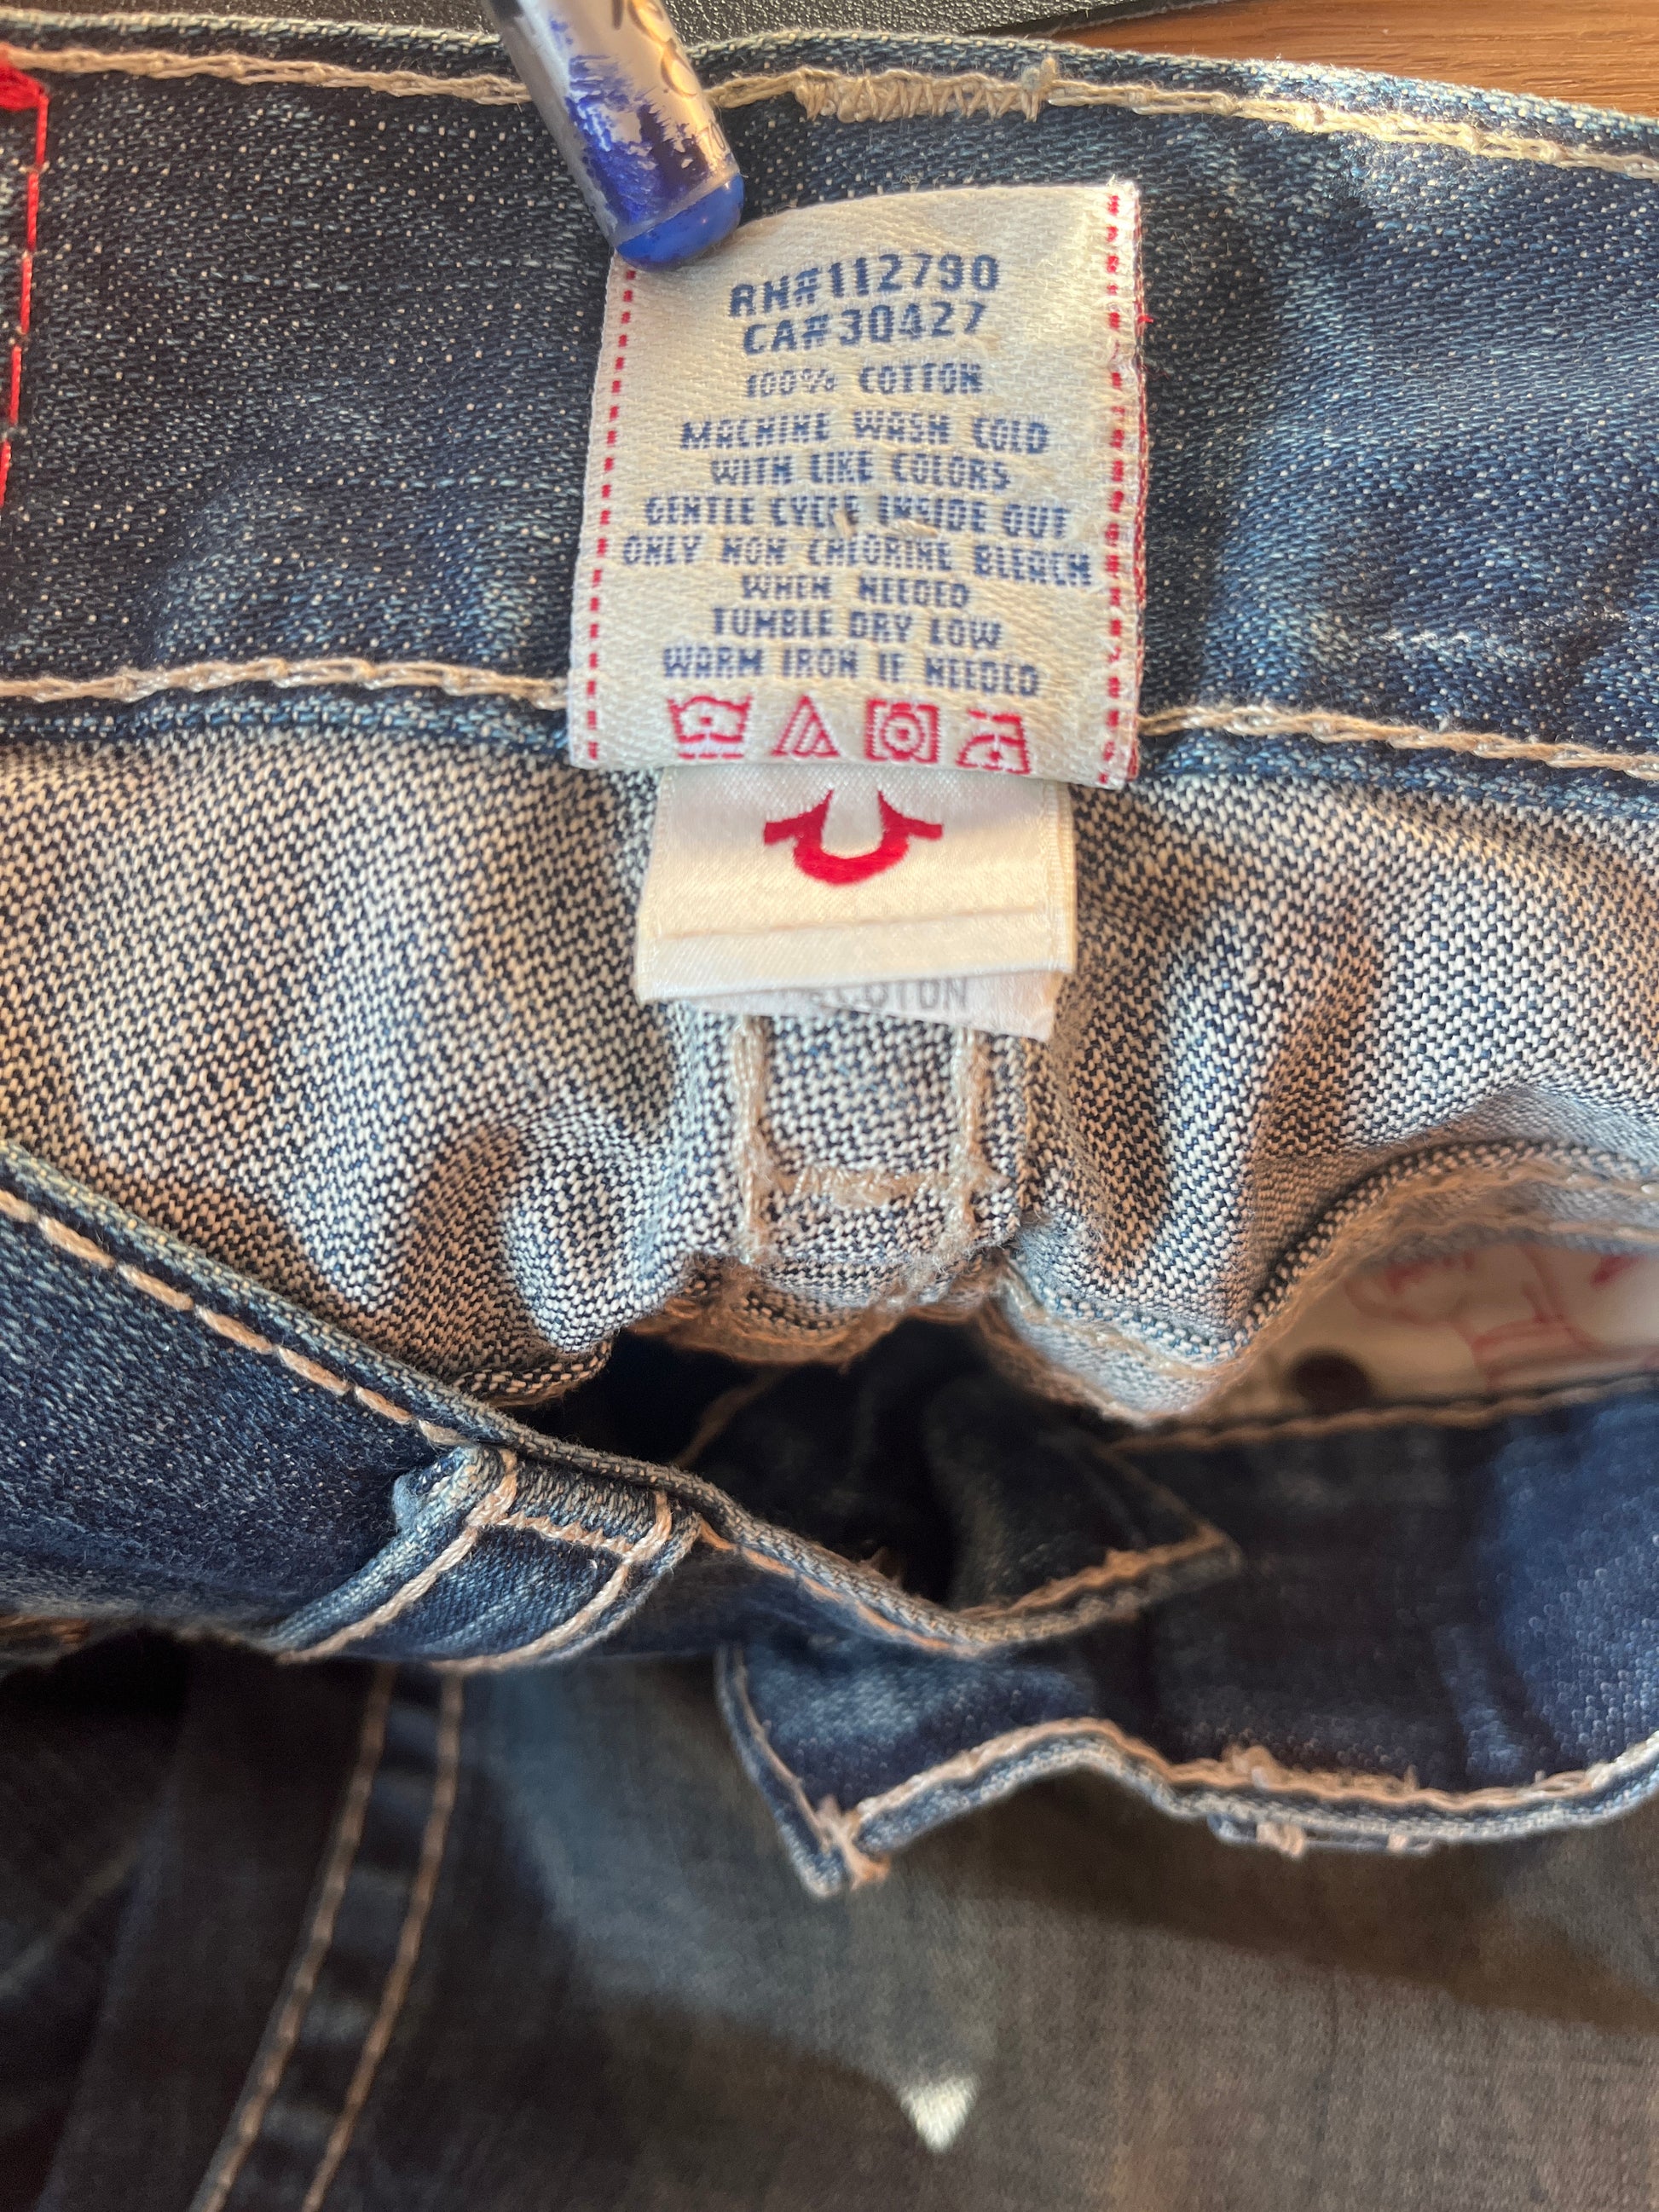 RN#112790
CA#30427
100% COTTON
MACHINE WASH COLD
WITH LIKE COLORS
GENTLE CYCLE INSIDE OUT
ONLY NON CHLORINE BLEACH
WHEN NEEDED
TUMBLE DRY LOW
WARM IRON IF NEEDED
COTON